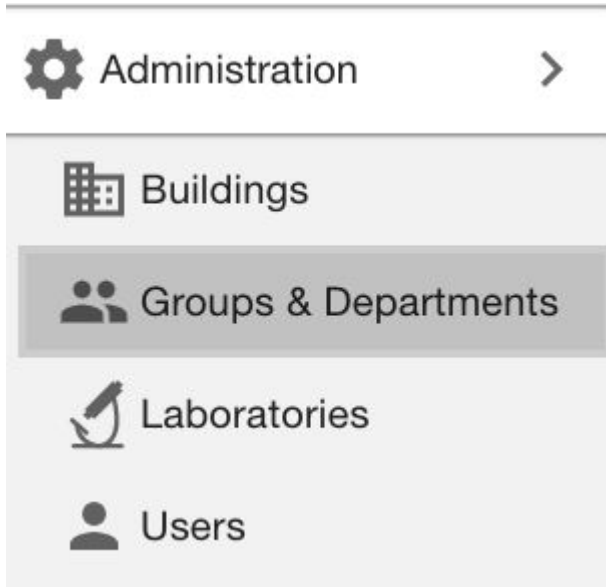 Administration
Buildings
Groups & Departments
Laboratories
Users